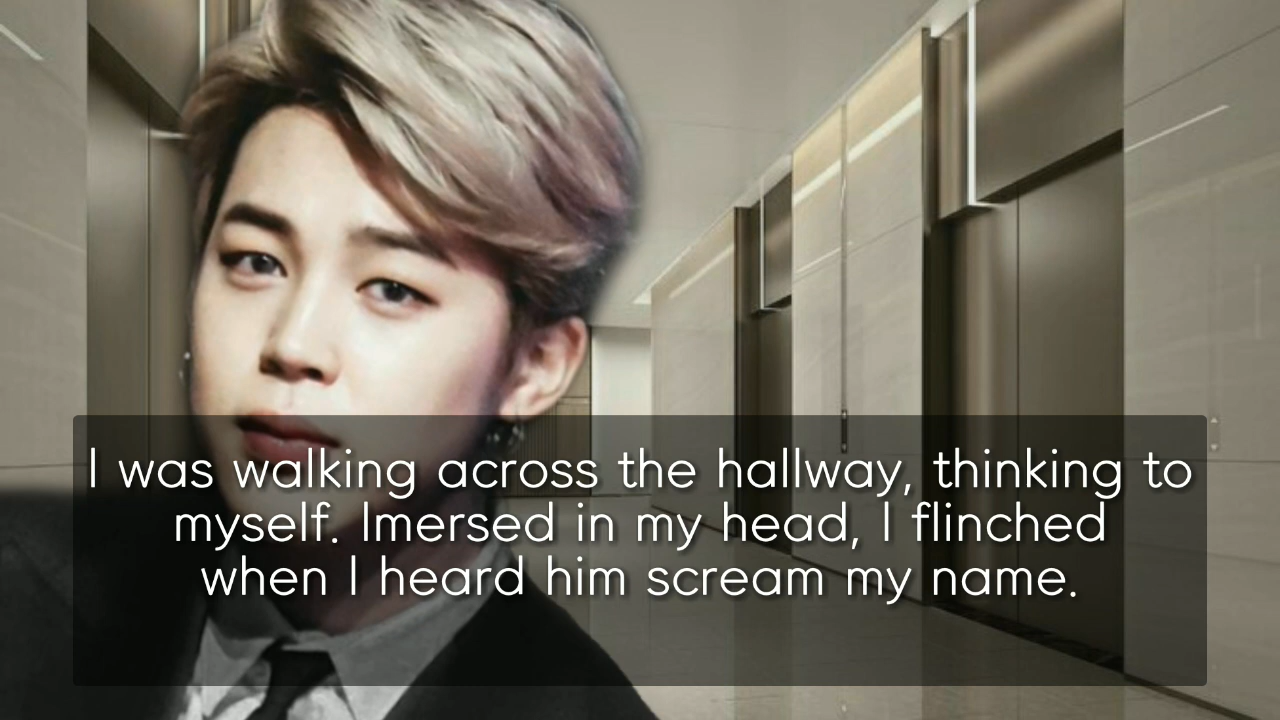 I was walking across the hallway, thinking to
myself. Imersed in my head, I flinched
when I heard him scream my name.